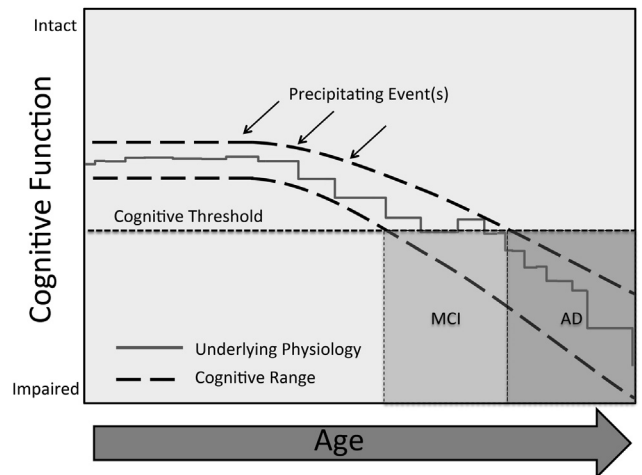 Intact
Precipitating Event(s)
Cognitive Function
Cognitive Threshold
MCI
AD
Underlying Physiology
Cognitive Range
Impaired
Age